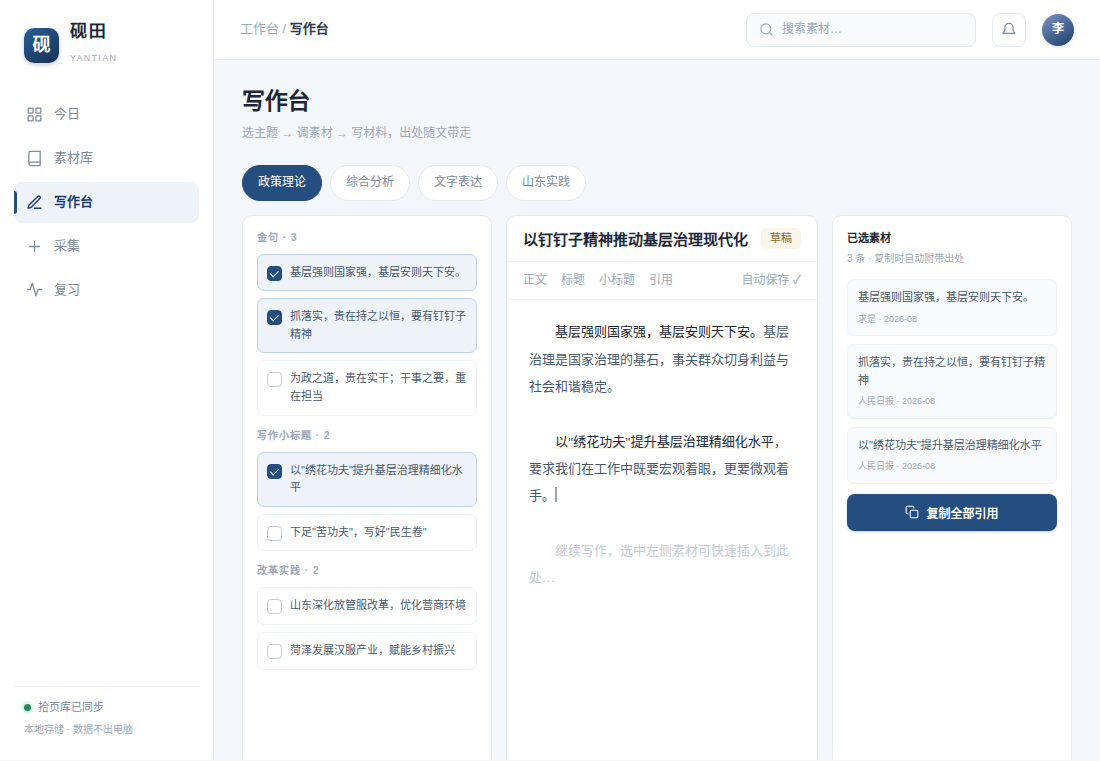 砚
砚田
YANTIAN
今日
素材库
写作台
采集
复习
拾页库已同步
本地存储 · 数据不出电脑
工作台 / 写作台
搜索素材…
李
写作台
选主题 → 调素材 → 写材料，出处随文带走
政策理论
综合分析
文字表达
山东实践
金句 · 3
基层强则国家强，基层安则天下安。
抓落实，贵在持之以恒，要有钉钉子
精神
为政之道，贵在实干；干事之要，重
在担当
写作小标题 · 2
以"绣花功夫"提升基层治理精细化水
平
下足"苦功夫"，写好"民生卷"
改革实践 · 2
山东深化放管服改革，优化营商环境
菏泽发展汉服产业，赋能乡村振兴
以钉钉子精神推动基层治理现代化
草稿
正文 标题 小标题 引用 自动保存 ✓
基层强则国家强，基层安则天下安。基层
治理是国家治理的基石，事关群众切身利益与
社会和谐稳定。
以"绣花功夫"提升基层治理精细化水平，
要求我们在工作中既要宏观着眼，更要微观着
手。
继续写作，选中左侧素材可快速插入到此
处…
已选素材
3 条 · 复制时自动附带出处
基层强则国家强，基层安则天下安。
求是 · 2026-08
抓落实，贵在持之以恒，要有钉钉子精
神
人民日报 · 2026-08
以"绣花功夫"提升基层治理精细化水平
人民日报 · 2026-08
复制全部引用